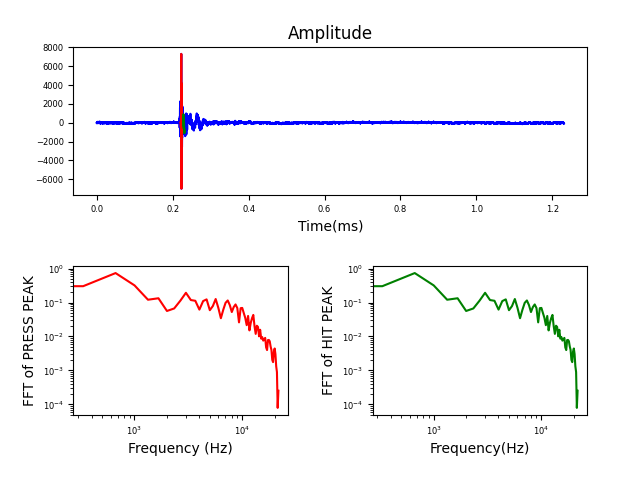 Amplitude
8000
6000
4000
2000
0
−2000
−4000
−6000
0.0 0.2 0.4 0.6 0.8 1.0 1.2
Time(ms)
FFT of PRESS PEAK
10⁰
10⁻¹
10⁻²
10⁻³
10⁻⁴
10³ 10⁴
Frequency (Hz)
FFT of HIT PEAK
10⁰
10⁻¹
10⁻²
10⁻³
10⁻⁴
10³ 10⁴
Frequency(Hz)